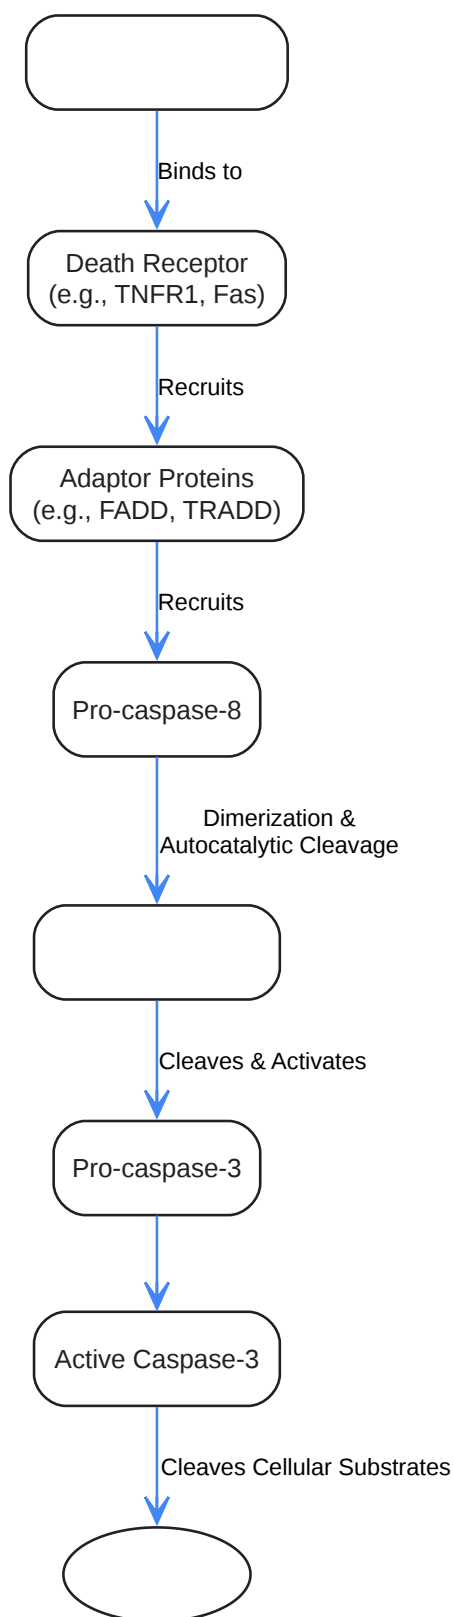 Binds to
Death Receptor
(e.g., TNFR1, Fas)
Recruits
Adaptor Proteins
(e.g., FADD, TRADD)
Recruits
Pro-caspase-8
Dimerization &
Autocatalytic Cleavage
Cleaves & Activates
Pro-caspase-3
Active Caspase-3
Cleaves Cellular Substrates